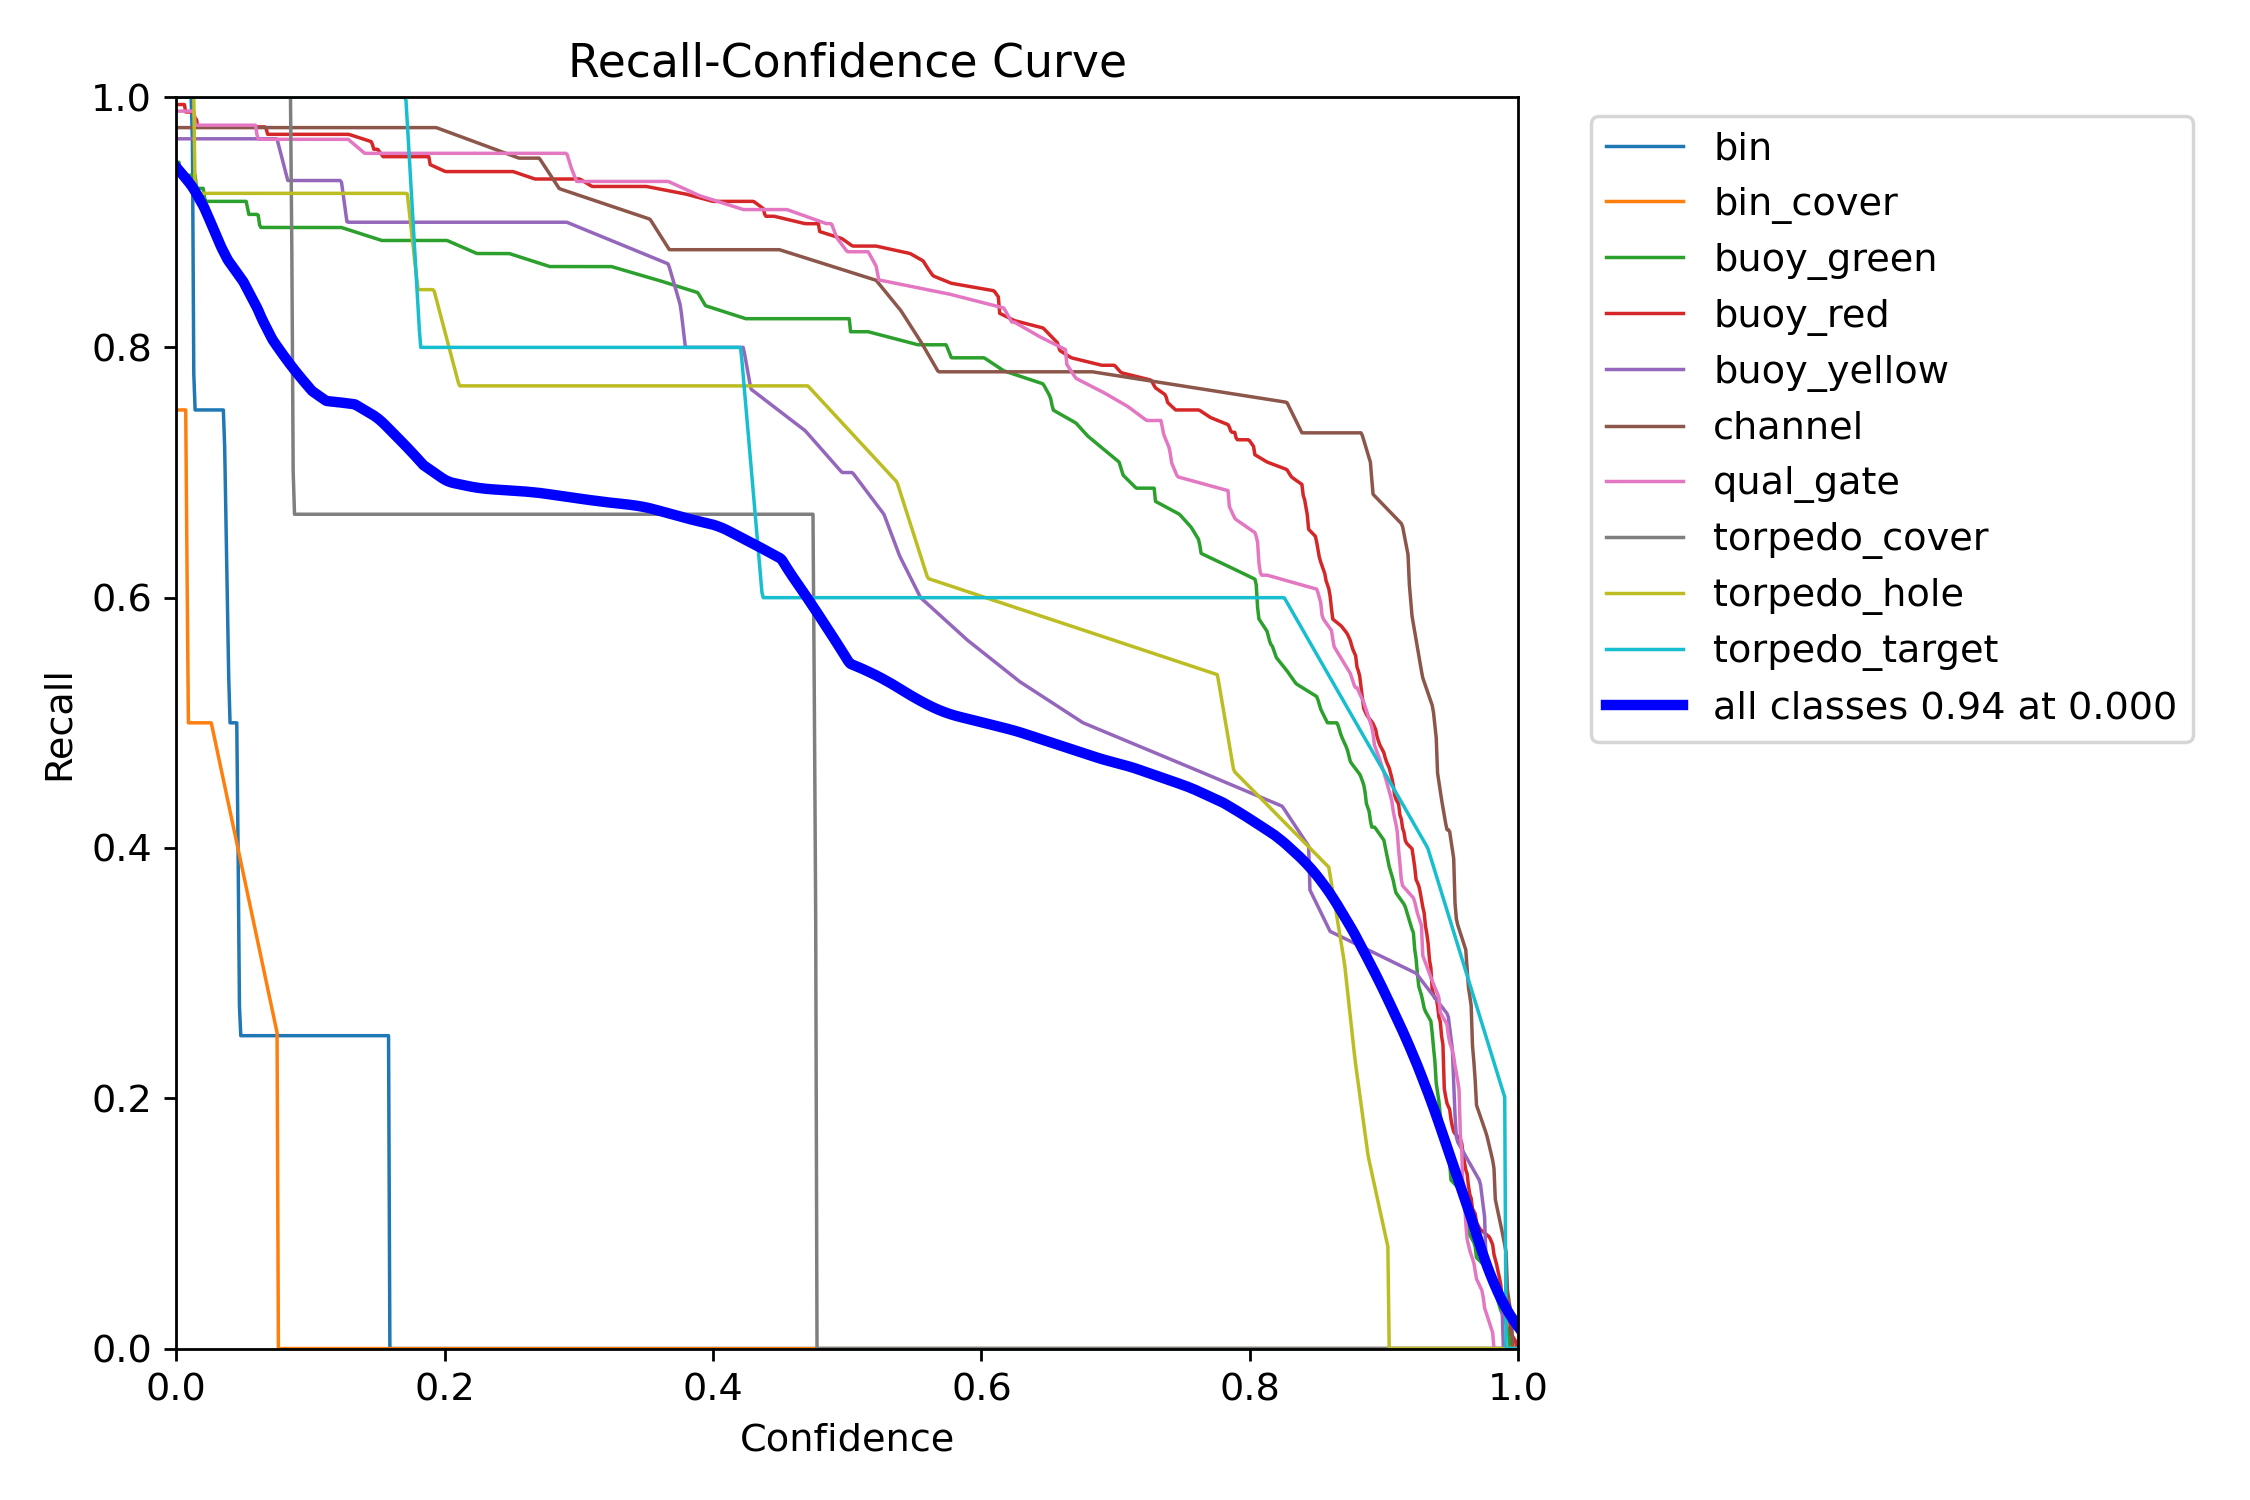 Recall-Confidence Curve
1.0
0.8
0.6
0.4
0.2
0.0
Recall
0.0 0.2 0.4 0.6 0.8 1.0
Confidence
bin
bin_cover
buoy_green
buoy_red
buoy_yellow
channel
qual_gate
torpedo_cover
torpedo_hole
torpedo_target
all classes 0.94 at 0.000